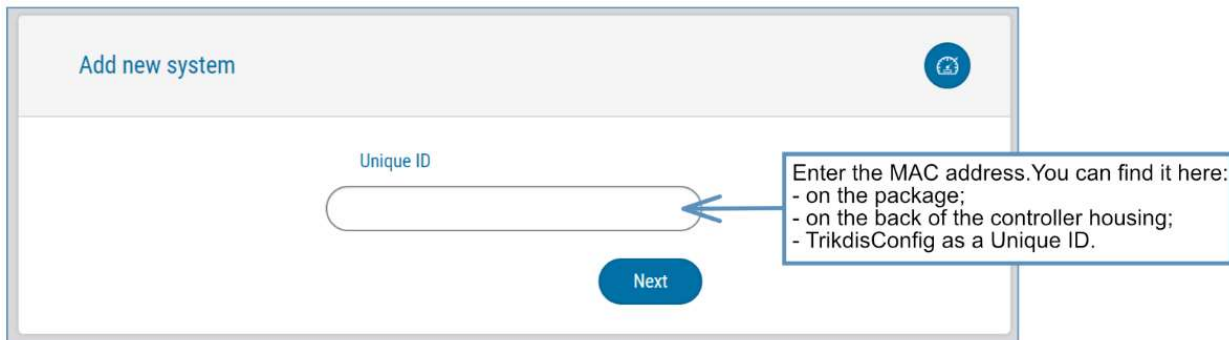 Add new system
Unique ID
Enter the MAC address.You can find it here:
- on the package;
- on the back of the controller housing;
- TrikdisConfig as a Unique ID.
Next